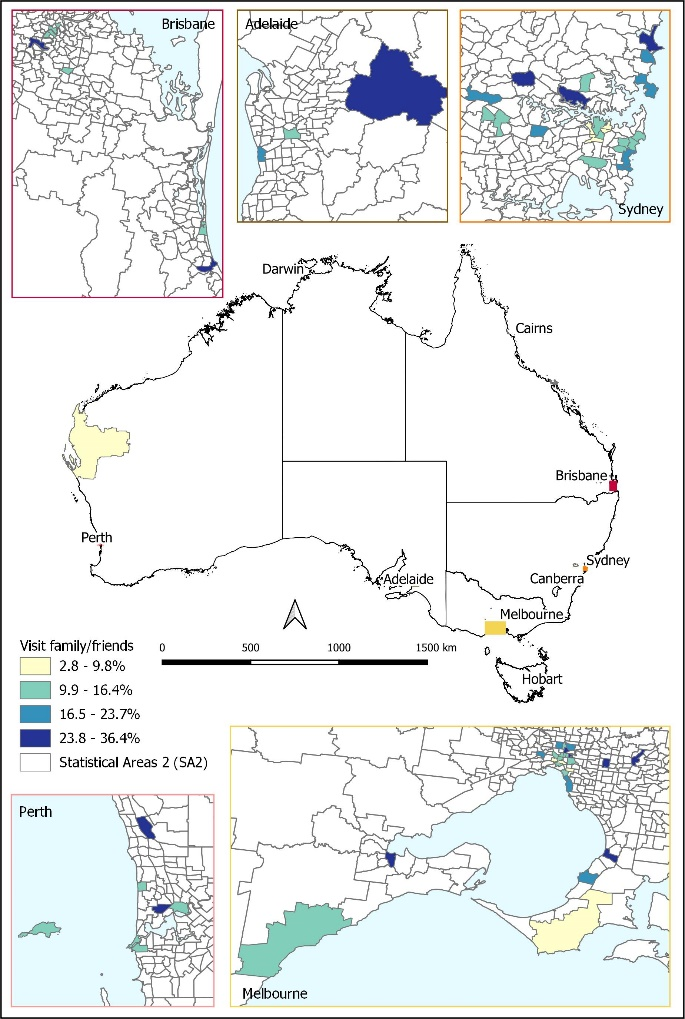 Brisbane
Adelaide
Sydney
Darwin
Cairns
Brisbane
Perth
Sydney
Adelaide
Canberra
Melbourne
Hobart
0 500 1000 1500 km
Visit family/friends
2.8 - 9.8%
9.9 - 16.4%
16.5 - 23.7%
23.8 - 36.4%
Statistical Areas 2 (SA2)
Perth
Melbourne